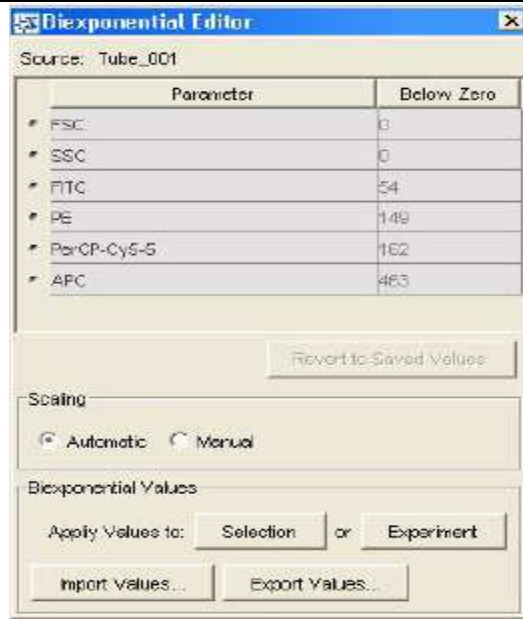 Biexponential Editor
Source: Tube_001
Parameter Below Zero
FSC 0
SSC 0
FITC 54
PE 149
PerCP-Cy5-5 162
APC 463
Revert to Saved Values
Scaling
Automatic Manual
Biexponential Values
Apply Values to: Selection or Experiment
Import Values... Export Values...